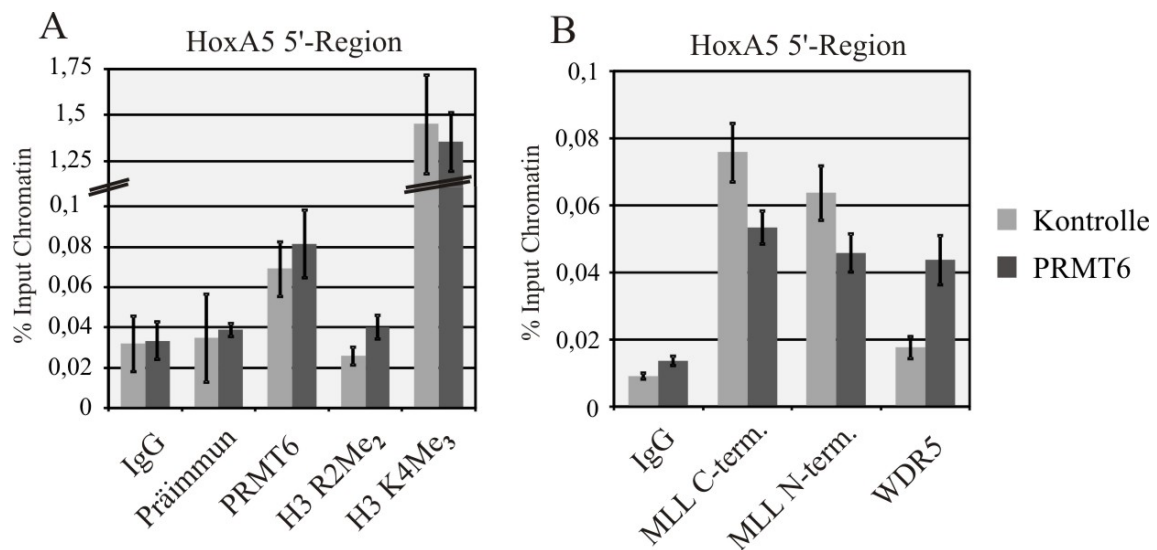 A
HoxA5 5'-Region
% Input Chromatin
1,75
1,5
1,25
0,1
0,08
0,06
0,04
0,02
0
IgG
Präimmun
PRMT6
H3 R2Me₂
H3 K4Me₃
B
HoxA5 5'-Region
% Input Chromatin
0,1
0,08
0,06
0,04
0,02
0
IgG
MLL C-term.
MLL N-term.
WDR5
Kontrolle
PRMT6